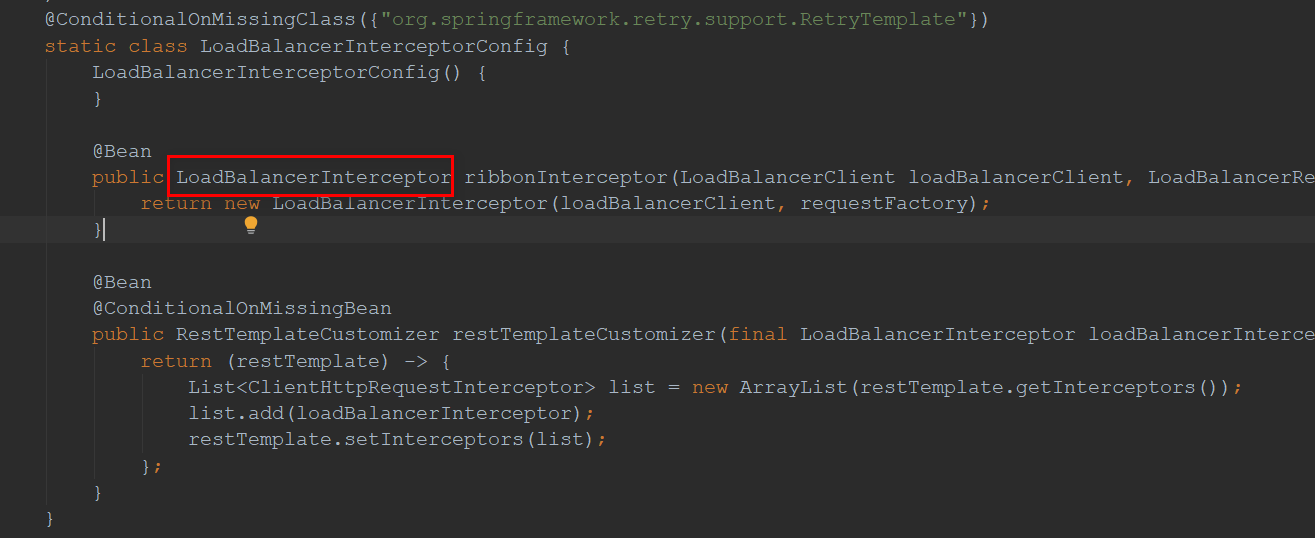 @ConditionalOnMissingClass({"org.springframework.retry.support.RetryTemplate"})
static class LoadBalancerInterceptorConfig {
LoadBalancerInterceptorConfig() {
}
@Bean
public LoadBalancerInterceptor ribbonInterceptor(LoadBalancerClient loadBalancerClient, LoadBalancerRe
return new LoadBalancerInterceptor(loadBalancerClient, requestFactory);
}
@Bean
@ConditionalOnMissingBean
public RestTemplateCustomizer restTemplateCustomizer(final LoadBalancerInterceptor loadBalancerInterce
return (restTemplate) -> {
List<ClientHttpRequestInterceptor> list = new ArrayList(restTemplate.getInterceptors());
list.add(loadBalancerInterceptor);
restTemplate.setInterceptors(list);
};
}
}